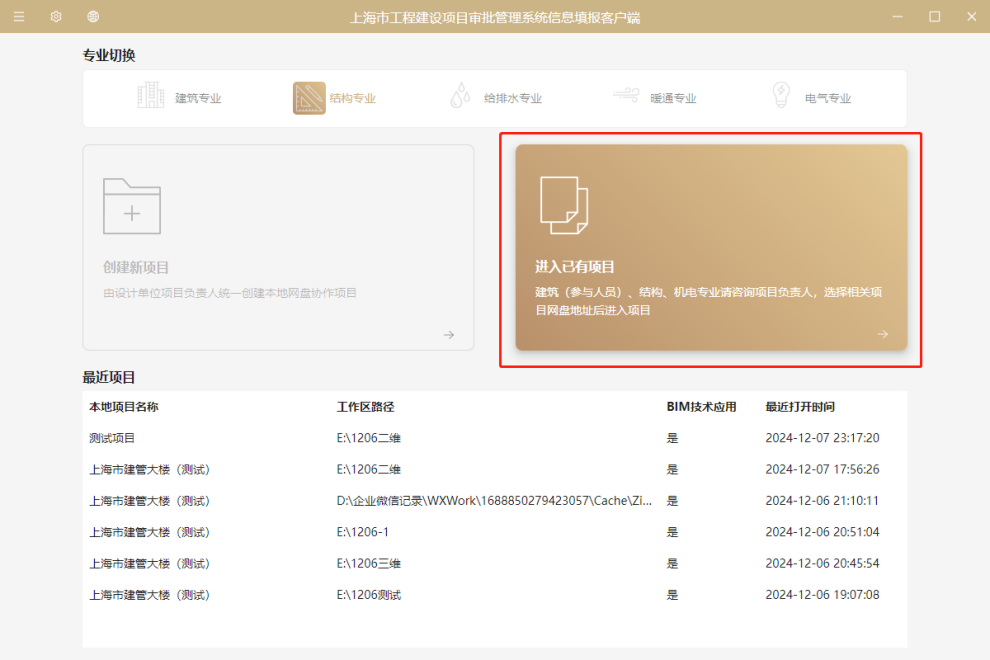 上海市工程建设项目审批管理系统信息填报客户端
专业切换
建筑专业 结构专业 给排水专业 暖通专业 电气专业
创建新项目
由设计单位项目负责人统一创建本地网盘协作项目
进入已有项目
建筑（参与人员）、结构、机电专业请咨询项目负责人，选择相关项
目网盘地址后进入项目
最近项目
本地项目名称 工作区路径 BIM技术应用 最近打开时间
测试项目 E:\1206二维 是 2024-12-07 23:17:20
上海市建管大楼（测试） E:\1206二维 是 2024-12-07 17:56:26
上海市建管大楼（测试） D:\企业微信记录\WXWork\1688850279423057\Cache\Zi... 是 2024-12-06 21:10:11
上海市建管大楼（测试） E:\1206-1 是 2024-12-06 20:51:04
上海市建管大楼（测试） E:\1206三维 是 2024-12-06 20:45:54
上海市建管大楼（测试） E:\1206测试 是 2024-12-06 19:07:08